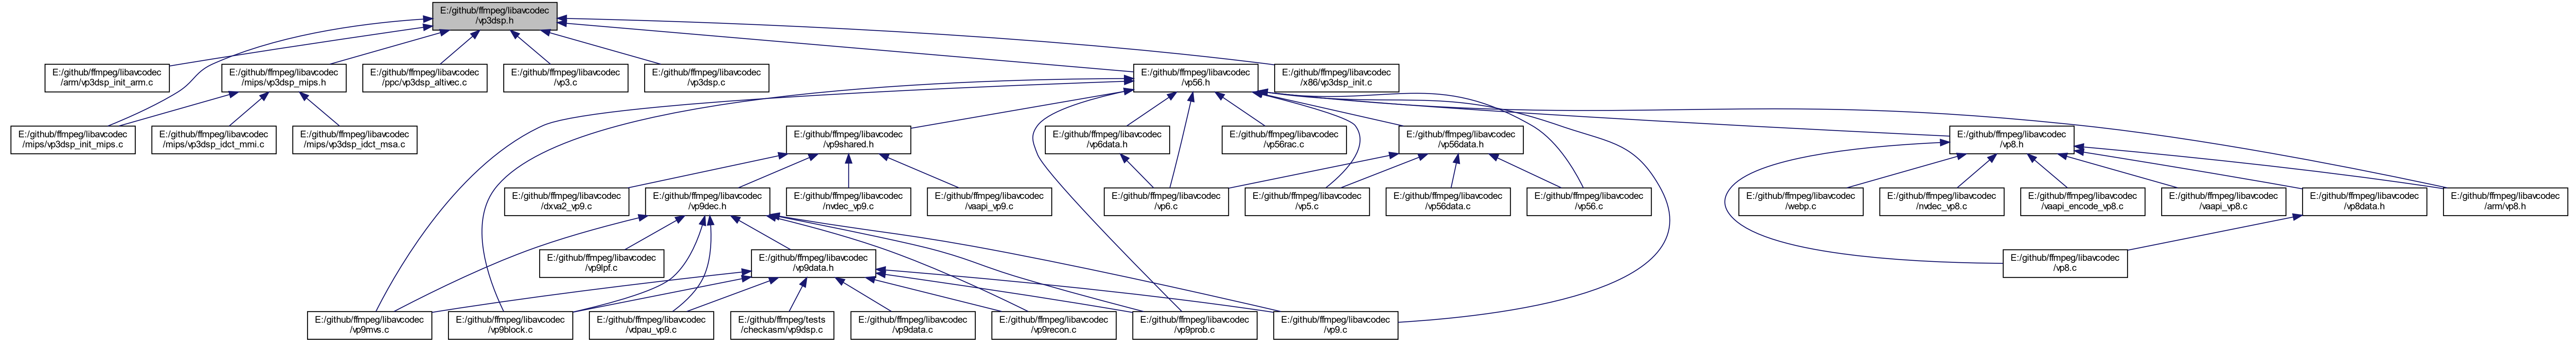 E:/github/ffmpeg/libavcodec
/vp3dsp.h
E:/github/ffmpeg/libavcodec
/arm/vp3dsp_init_arm.c
E:/github/ffmpeg/libavcodec
/mips/vp3dsp_mips.h
E:/github/ffmpeg/libavcodec
/ppc/vp3dsp_altivec.c
E:/github/ffmpeg/libavcodec
/vp3.c
E:/github/ffmpeg/libavcodec
/vp3dsp.c
E:/github/ffmpeg/libavcodec
/vp56.h
E:/github/ffmpeg/libavcodec
/x86/vp3dsp_init.c
E:/github/ffmpeg/libavcodec
/mips/vp3dsp_init_mips.c
E:/github/ffmpeg/libavcodec
/mips/vp3dsp_idct_mmi.c
E:/github/ffmpeg/libavcodec
/mips/vp3dsp_idct_msa.c
E:/github/ffmpeg/libavcodec
/vp9shared.h
E:/github/ffmpeg/libavcodec
/vp6data.h
E:/github/ffmpeg/libavcodec
/vp56rac.c
E:/github/ffmpeg/libavcodec
/vp56data.h
E:/github/ffmpeg/libavcodec
/vp8.h
E:/github/ffmpeg/libavcodec
/dxva2_vp9.c
E:/github/ffmpeg/libavcodec
/vp9dec.h
E:/github/ffmpeg/libavcodec
/nvdec_vp9.c
E:/github/ffmpeg/libavcodec
/vaapi_vp9.c
E:/github/ffmpeg/libavcodec
/vp6.c
E:/github/ffmpeg/libavcodec
/vp5.c
E:/github/ffmpeg/libavcodec
/vp56data.c
E:/github/ffmpeg/libavcodec
/vp56.c
E:/github/ffmpeg/libavcodec
/webp.c
E:/github/ffmpeg/libavcodec
/nvdec_vp8.c
E:/github/ffmpeg/libavcodec
/vaapi_encode_vp8.c
E:/github/ffmpeg/libavcodec
/vaapi_vp8.c
E:/github/ffmpeg/libavcodec
/vp8data.h
E:/github/ffmpeg/libavcodec
/arm/vp8.h
E:/github/ffmpeg/libavcodec
/vp9lpf.c
E:/github/ffmpeg/libavcodec
/vp9data.h
E:/github/ffmpeg/libavcodec
/vp8.c
E:/github/ffmpeg/libavcodec
/vp9mvs.c
E:/github/ffmpeg/libavcodec
/vp9block.c
E:/github/ffmpeg/libavcodec
/vdpau_vp9.c
E:/github/ffmpeg/tests
/checkasm/vp9dsp.c
E:/github/ffmpeg/libavcodec
/vp9data.c
E:/github/ffmpeg/libavcodec
/vp9recon.c
E:/github/ffmpeg/libavcodec
/vp9prob.c
E:/github/ffmpeg/libavcodec
/vp9.c